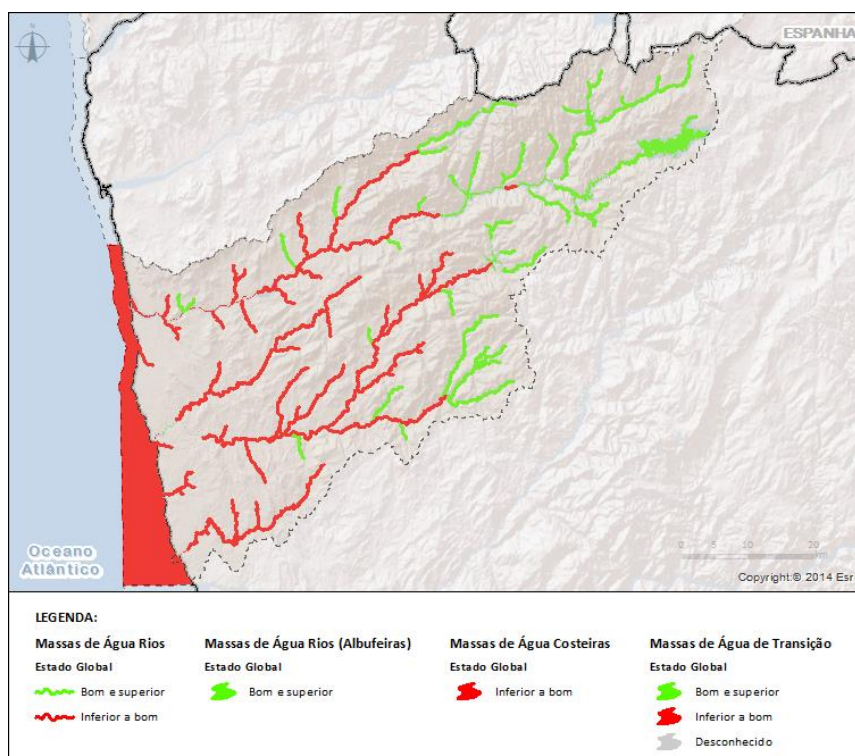 N
ESPANHA
Oceano
Atlântico
0 5 10 20
km
Copyright:© 2014 Esr
LEGENDA:
Massas de Água Rios
Estado Global
Bom e superior
Inferior a bom
Massas de Água Rios (Albufeiras)
Estado Global
Bom e superior
Massas de Água Costeiras
Estado Global
Inferior a bom
Massas de Água de Transição
Estado Global
Bom e superior
Inferior a bom
Desconhecido